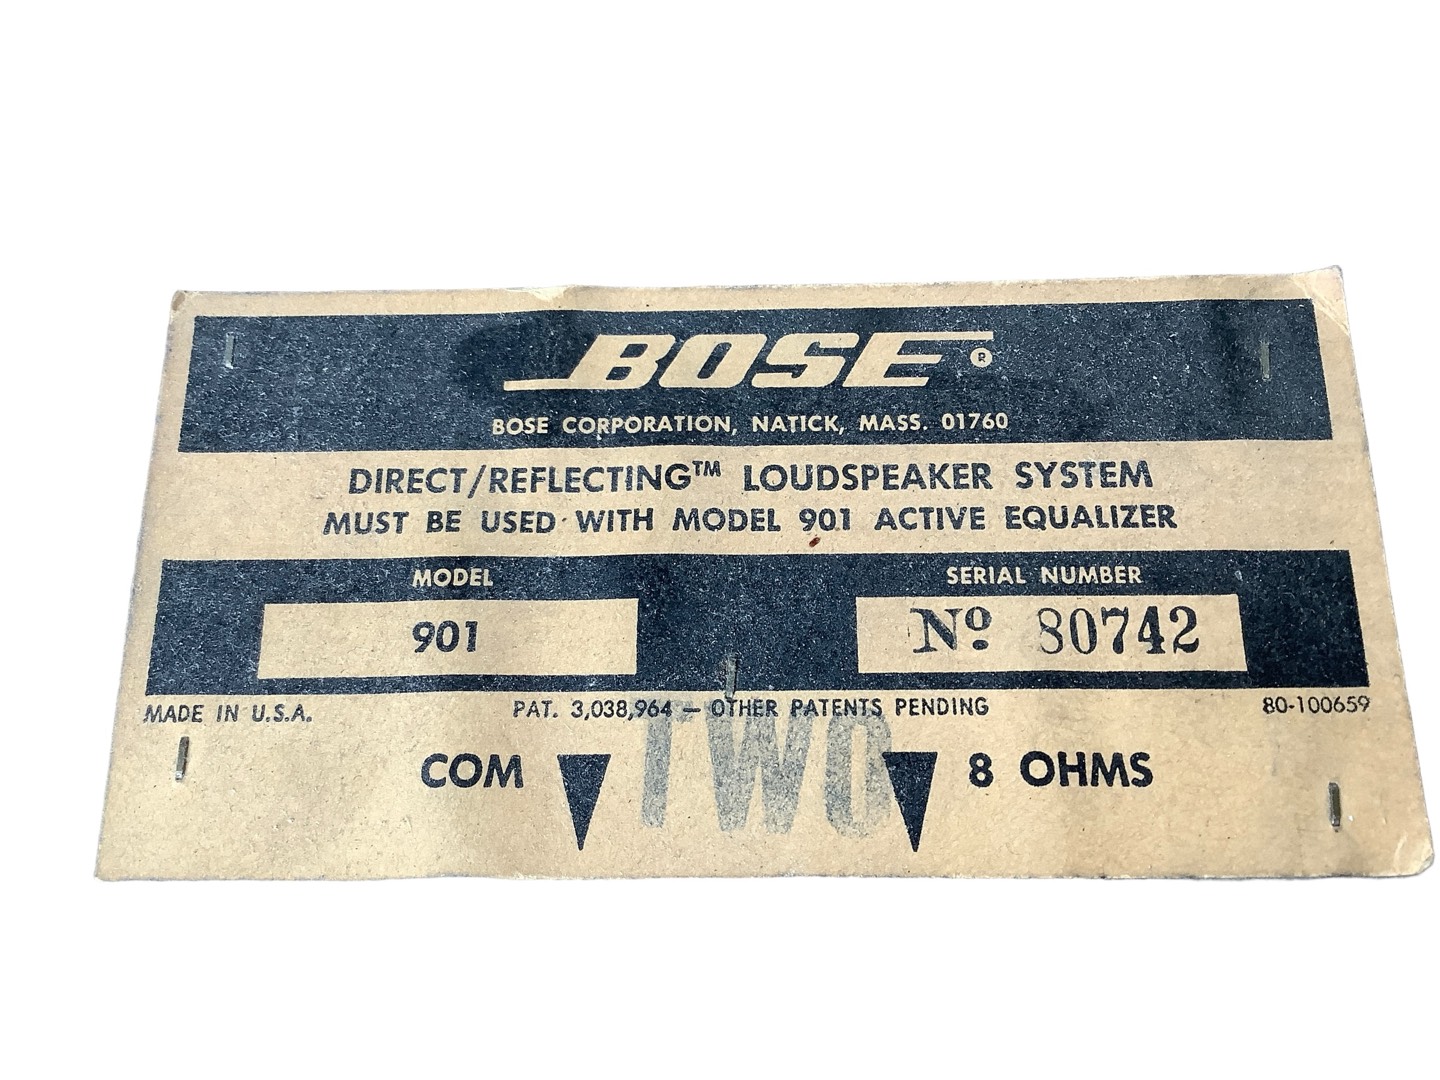 BOSE ®
BOSE CORPORATION, NATICK, MASS. 01760
DIRECT/REFLECTING™ LOUDSPEAKER SYSTEM
MUST BE USED WITH MODEL 901 ACTIVE EQUALIZER
MODEL
901
SERIAL NUMBER
Nº 80742
MADE IN U.S.A.
PAT. 3,038,964 – OTHER PATENTS PENDING
80-100659
TWO
COM
8 OHMS